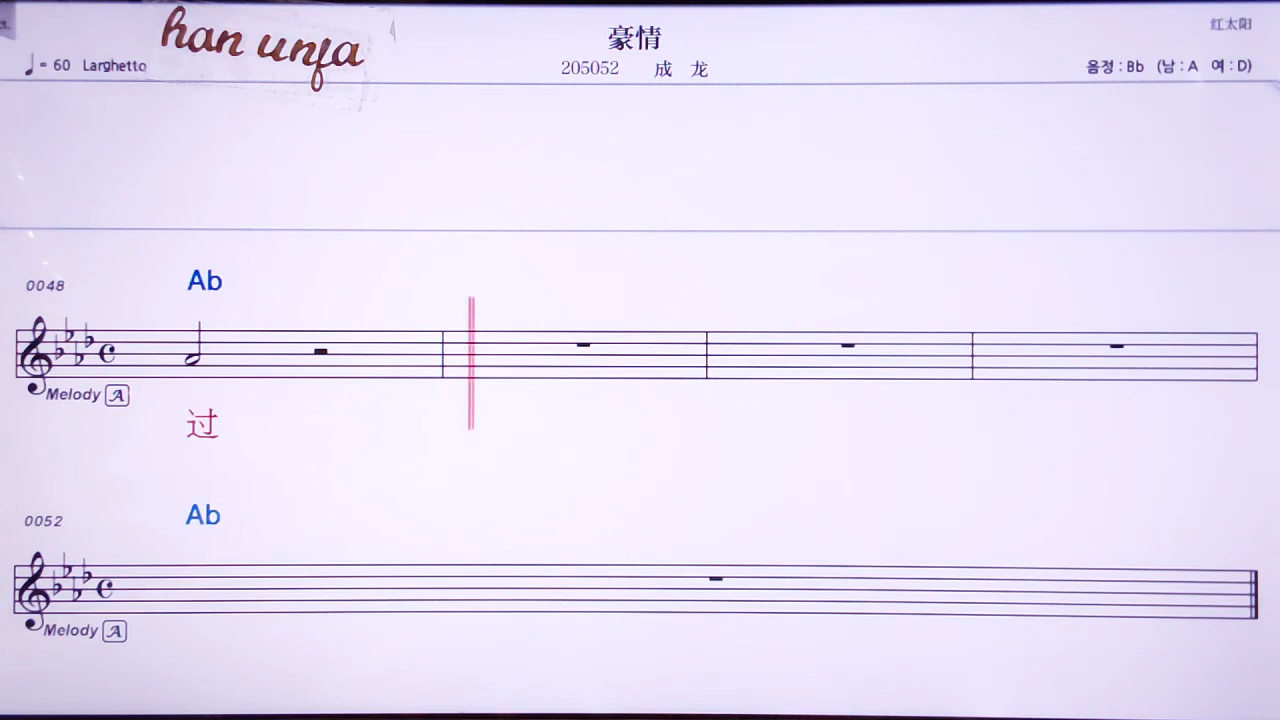 han unfa
豪情
红太阳
= 60 Larghetto
205052 成 龙
음정 : Bb (남 : A 여 : D)
0048
Ab
Melody A
过
0052
Ab
Melody A